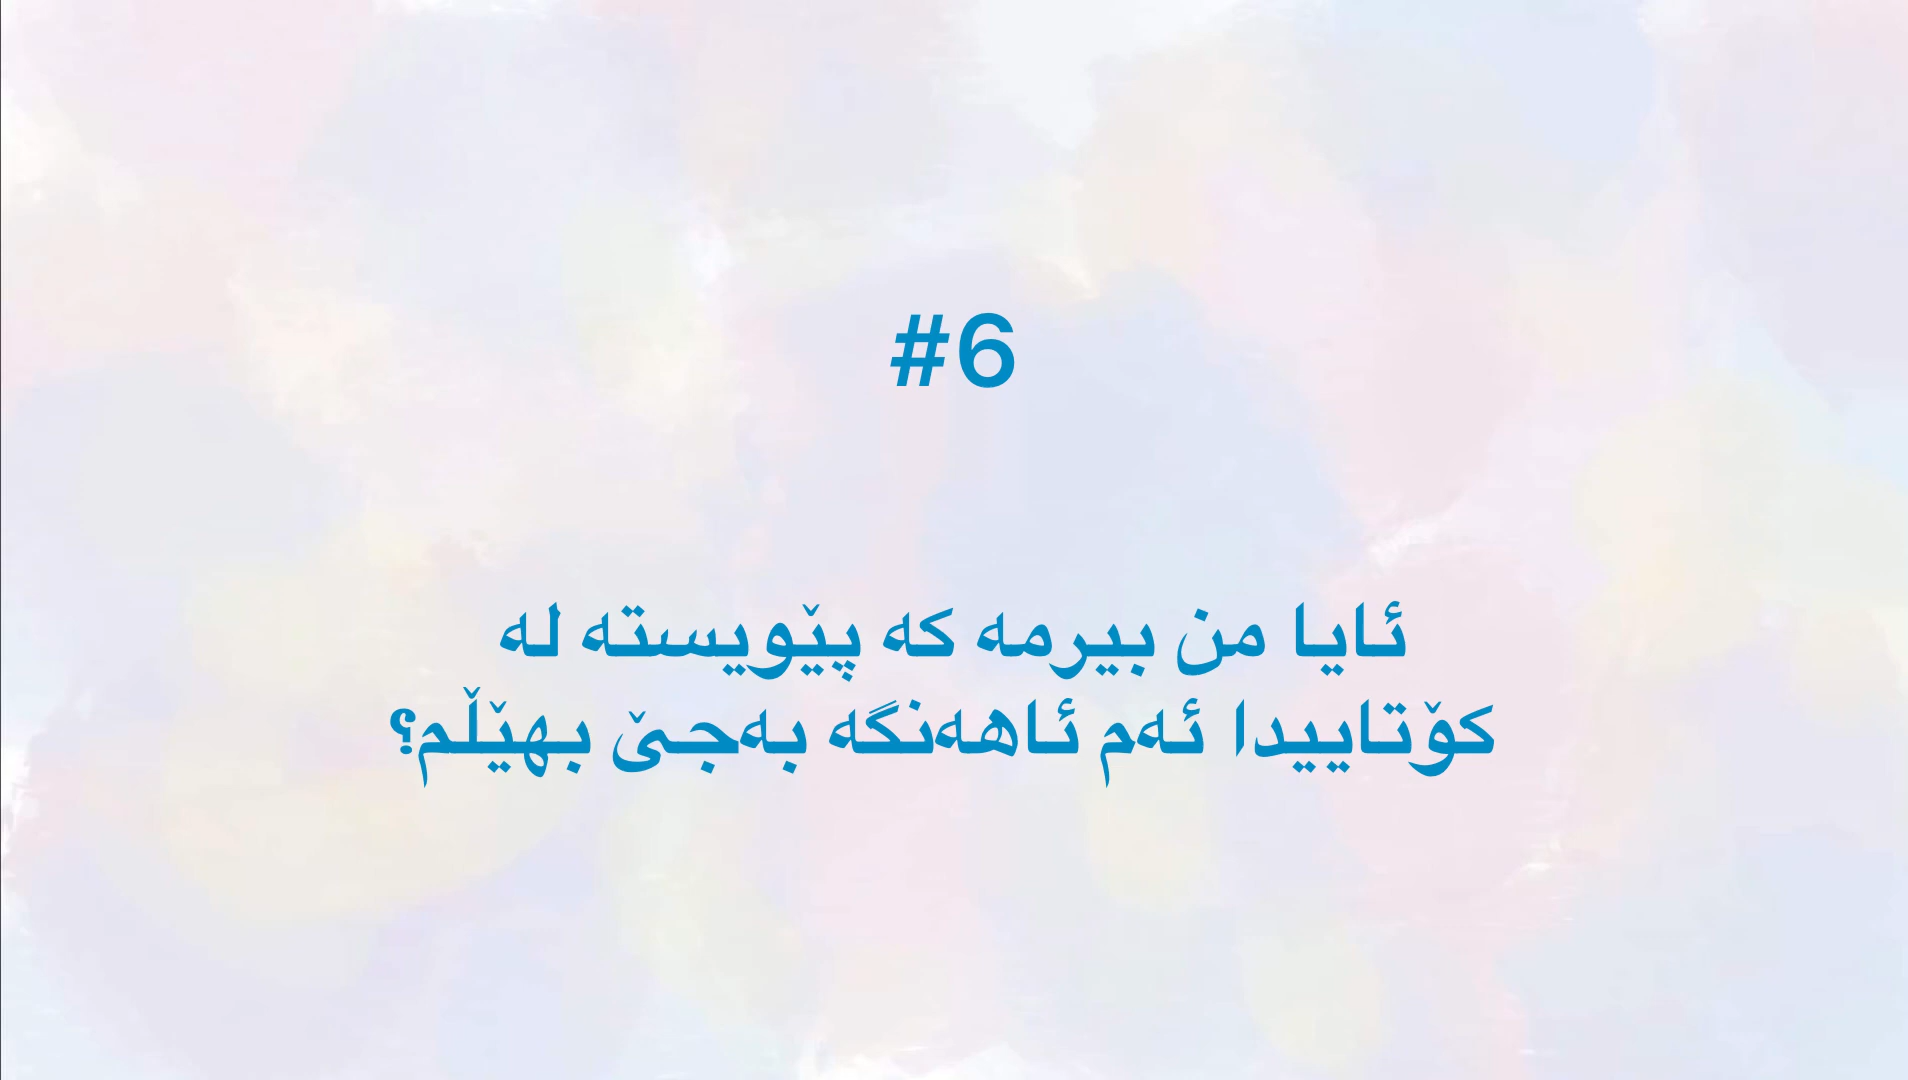 #6
ئایا من بیرمە کە پێویستە لە
کۆتاییدا ئەم ئاهەنگە بەجێ بهێڵم؟